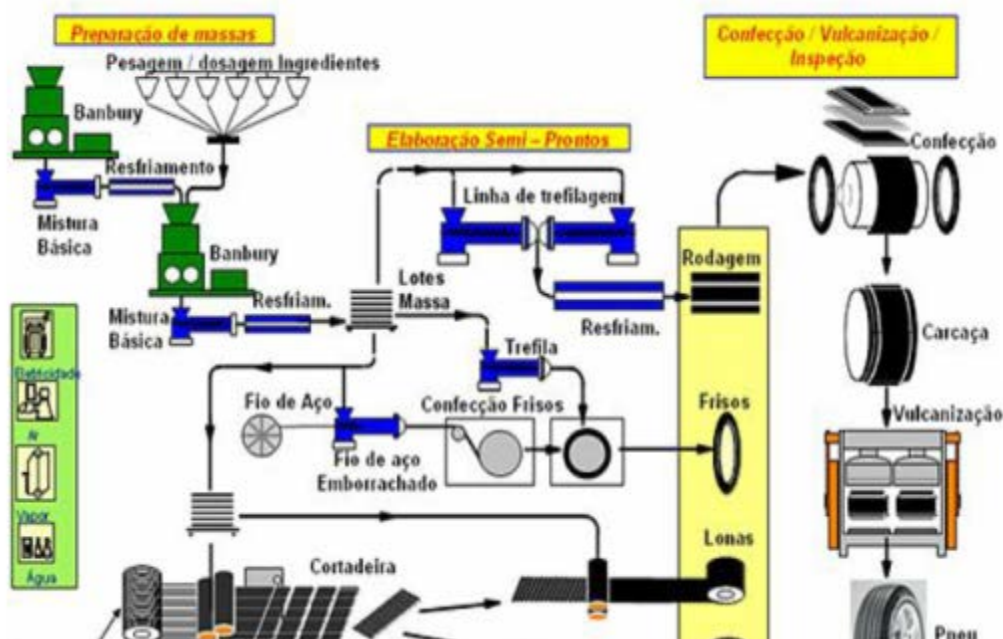 Preparação de massas
Pesagem / dosagem Ingredientes
Banbury
Resfriamento
Mistura
Básica
Banbury
Mistura
Básica
Resfriam.
Elaboração Semi – Prontos
Linha de trefilagem
Lotes
Massa
Resfriam.
Trefila
Fio de Aço
Confecção Frisos
Fio de aço
Emborrachado
Cortadeira
Rodagem
Frisos
Lonas
Confecção / Vulcanização /
Inspeção
Confecção
Carcaça
Vulcanização
Pneu
Eletricidade
Ar
Vapor
Água